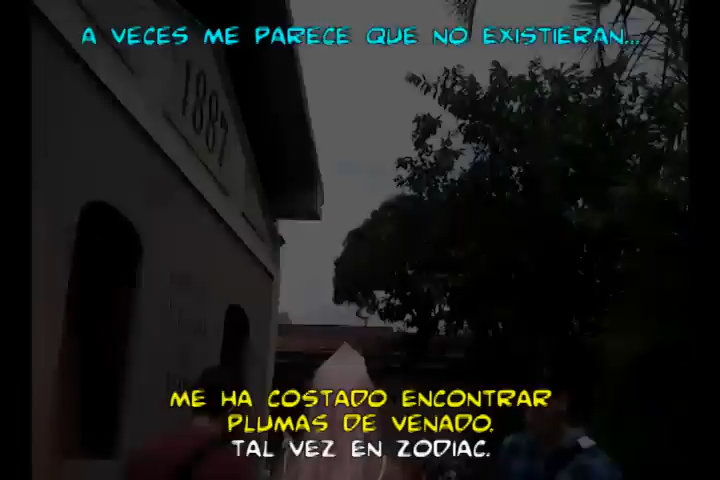 A VECES ME PARECE QUE NO EXISTIERAN...
1887
ME HA COSTADO ENCONTRAR
PLUMAS DE VENADO.
TAL VEZ EN ZODIAC.